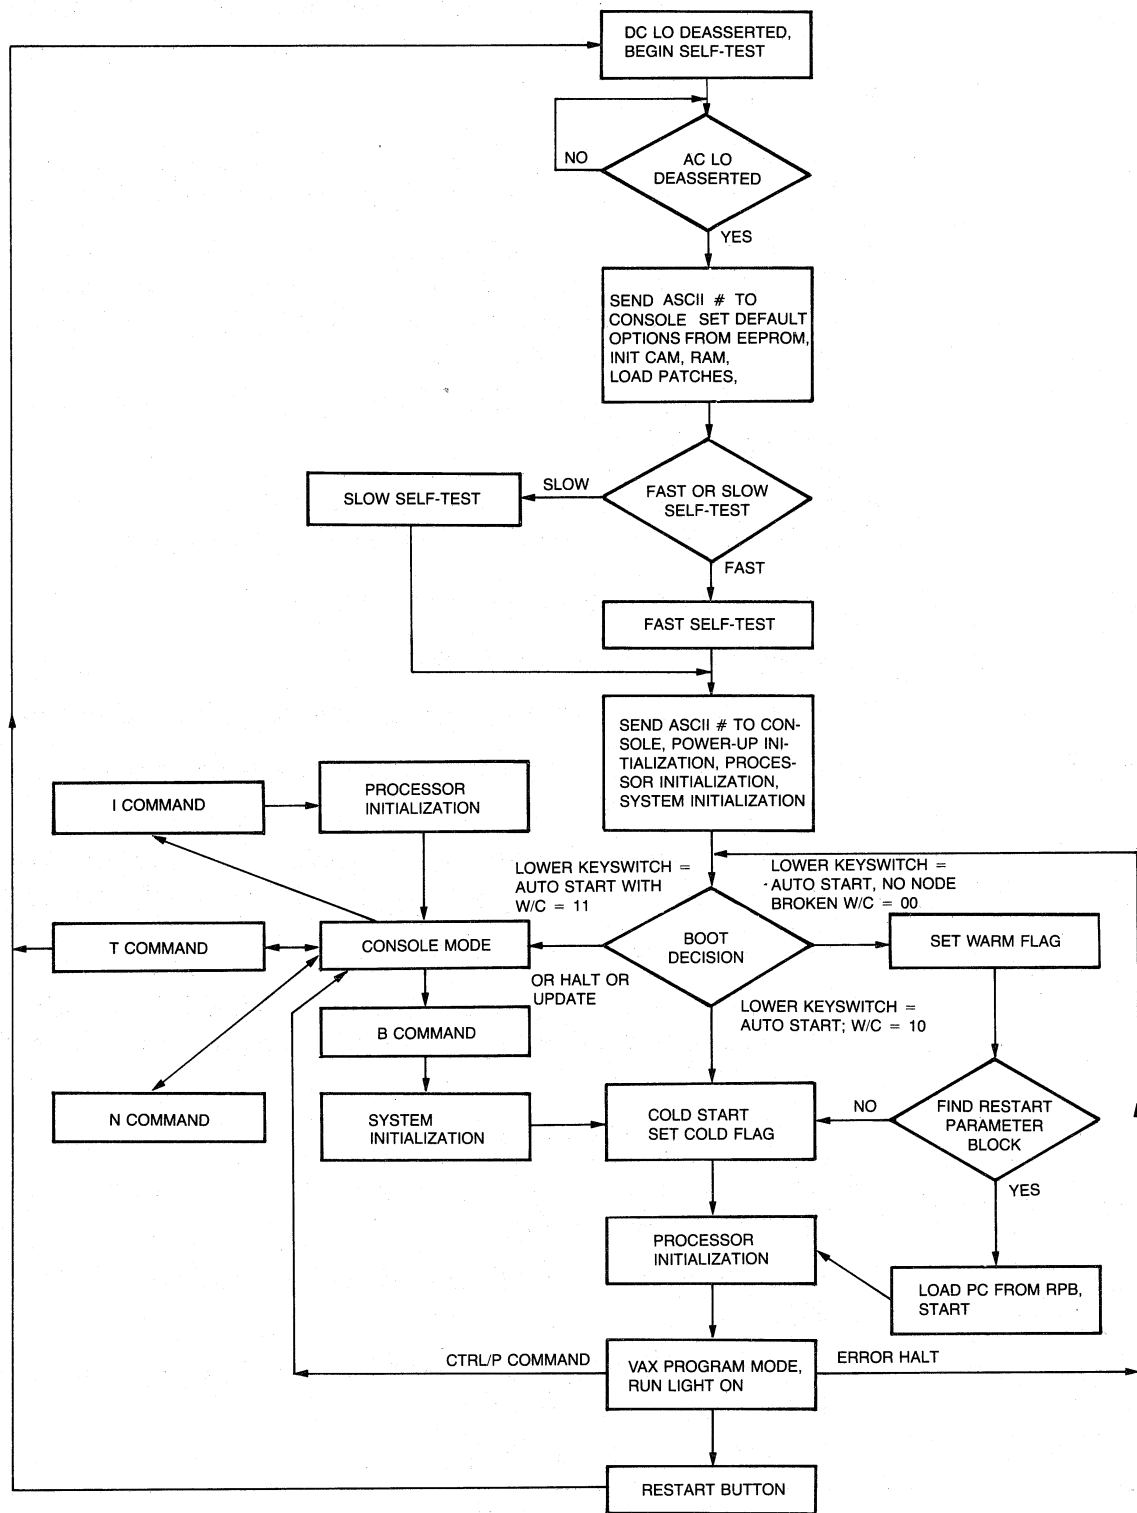 DC LO DEASSERTED,
BEGIN SELF-TEST
NO
AC LO
DEASSERTED
YES
SEND ASCII # TO
CONSOLE SET DEFAULT
OPTIONS FROM EEPROM,
INIT CAM, RAM,
LOAD PATCHES,
SLOW SELF-TEST
SLOW
FAST OR SLOW
SELF-TEST
FAST
FAST SELF-TEST
SEND ASCII # TO CON-
SOLE, POWER-UP INI-
TIALIZATION, PROCES-
SOR INITIALIZATION,
SYSTEM INITIALIZATION
I COMMAND
PROCESSOR
INITIALIZATION
LOWER KEYSWITCH =
AUTO START WITH
W/C = 11
LOWER KEYSWITCH =
AUTO START, NO NODE
BROKEN W/C = 00
T COMMAND
CONSOLE MODE
BOOT
DECISION
SET WARM FLAG
OR HALT OR
UPDATE
LOWER KEYSWITCH =
AUTO START; W/C = 10
B COMMAND
N COMMAND
SYSTEM
INITIALIZATION
COLD START
SET COLD FLAG
NO
FIND RESTART
PARAMETER
BLOCK
YES
PROCESSOR
INITIALIZATION
LOAD PC FROM RPB,
START
CTRL/P COMMAND
VAX PROGRAM MODE,
RUN LIGHT ON
ERROR HALT
RESTART BUTTON